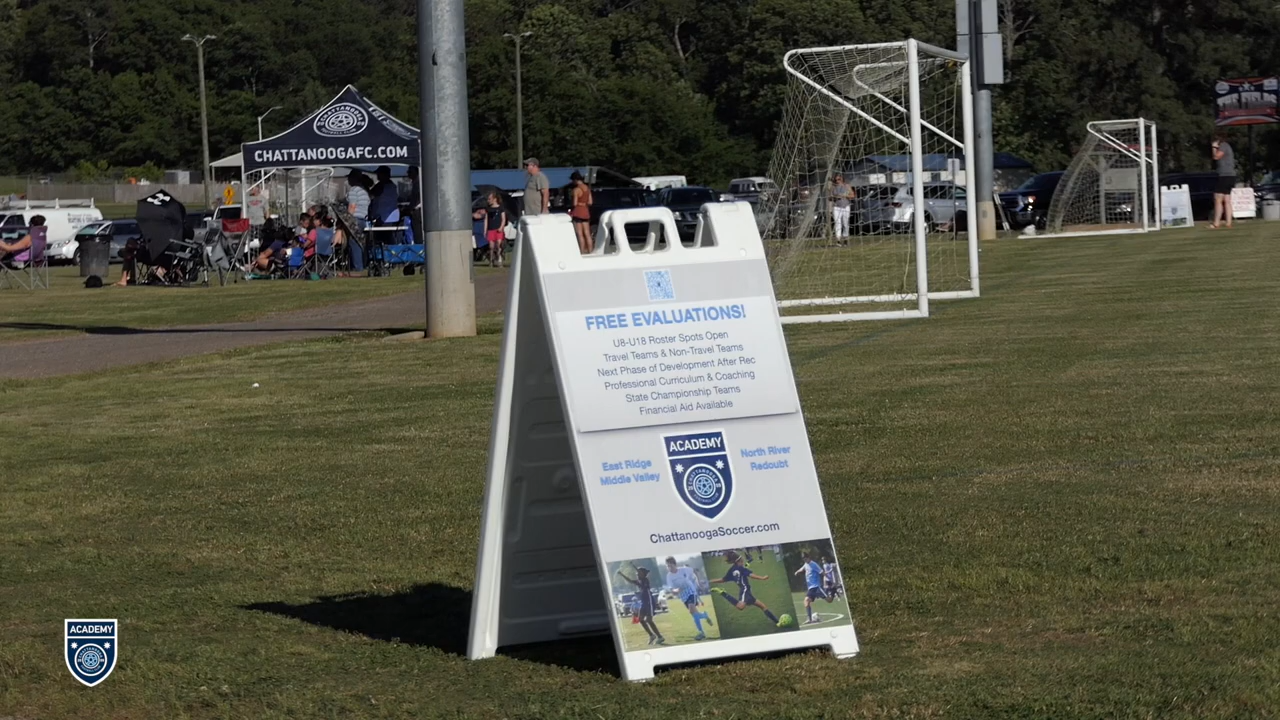 CHATTANOOGA
CHATTANOOGAFC.COM
FREE EVALUATIONS!
U8-U18 Roster Spots Open
Travel Teams & Non-Travel Teams
Next Phase of Development After Rec
Professional Curriculum & Coaching
State Championship Teams
Financial Aid Available
ACADEMY
CHATTANOOGA
East Ridge
Middle Valley
North River
Redoubt
ChattanoogaSoccer.com
ACADEMY